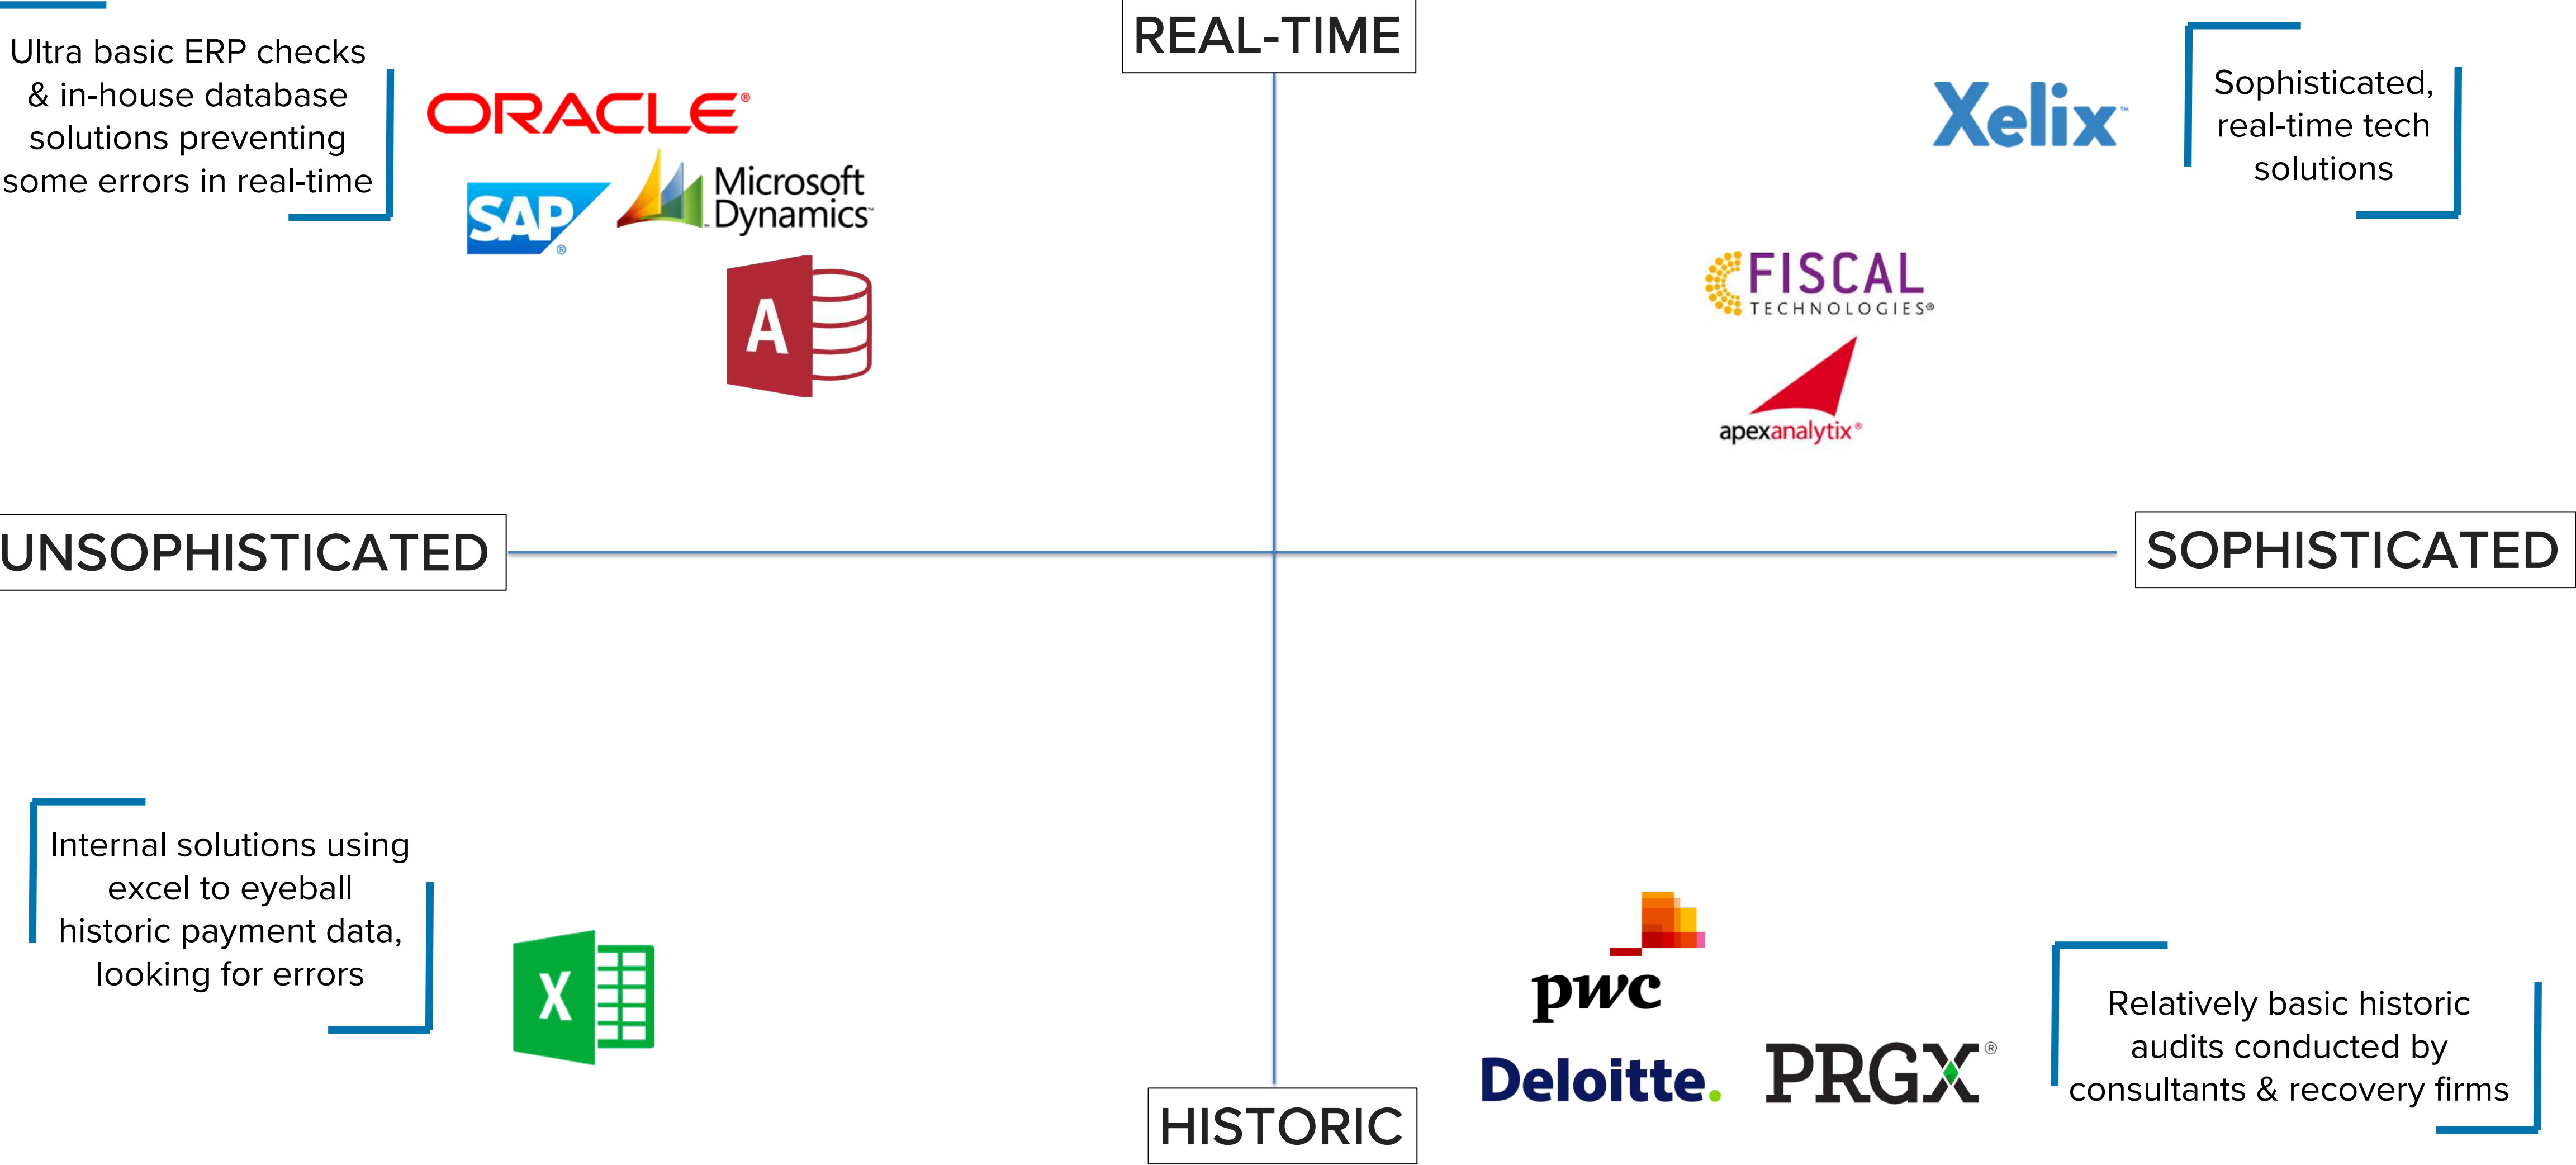 REAL-TIME
Ultra basic ERP checks
& in-house database
solutions preventing
some errors in real-time
ORACLE®
SAP®
Microsoft
Dynamics™
A
Xelix™
Sophisticated,
real-time tech
solutions
FISCAL
TECHNOLOGIES®
apexanalytix®
UNSOPHISTICATED
SOPHISTICATED
Internal solutions using
excel to eyeball
historic payment data,
looking for errors
X
pwc
Deloitte.
PRGX®
Relatively basic historic
audits conducted by
consultants & recovery firms
HISTORIC